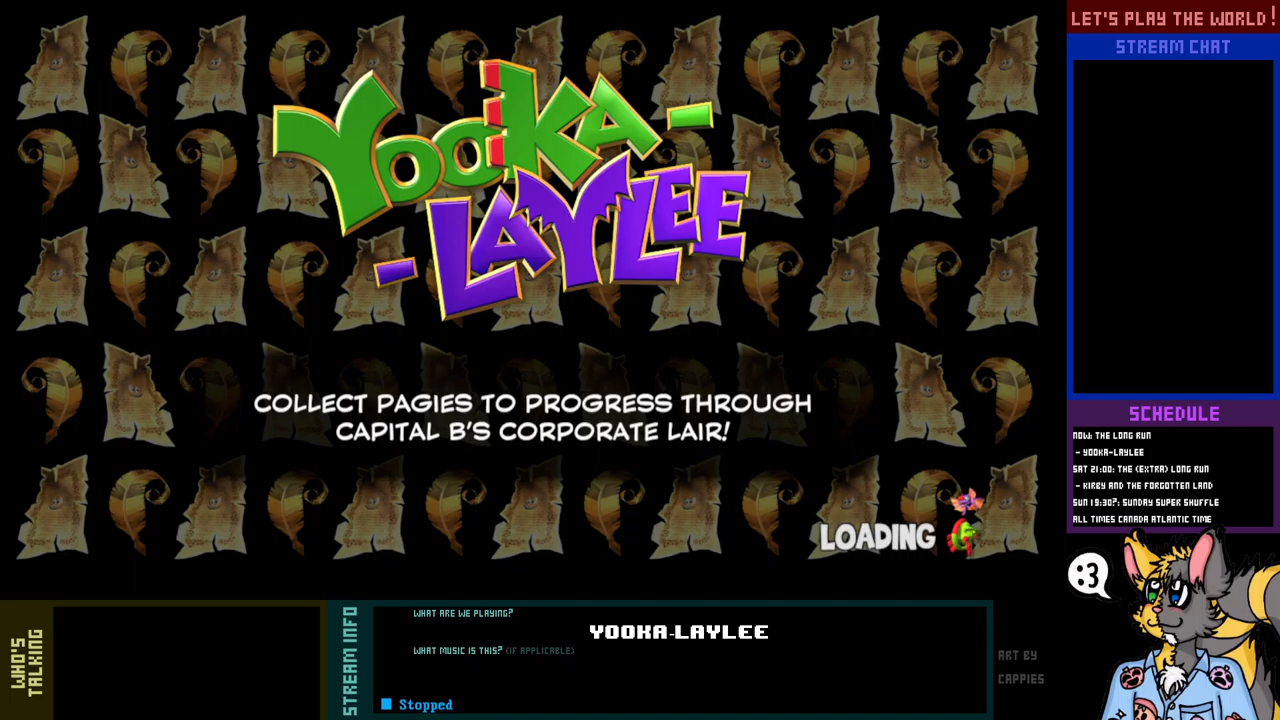 YOOKA-
-LAYLEE
COLLECT PAGIES TO PROGRESS THROUGH
CAPITAL B'S CORPORATE LAIR!
LOADING
LET'S PLAY THE WORLD!
STREAM CHAT
SCHEDULE
NOW: THE LONG RUN
- YOOKA-LAYLEE
SAT 21:00: THE (EXTRA) LONG RUN
- KIRBY AND THE FORGOTTEN LAND
SUN 19:30?: SUNDAY SUPER SHUFFLE
ALL TIMES CANADA ATLANTIC TIME
:3
WHO'S
TALKING
STREAM INFO
WHAT ARE WE PLAYING?
YOOKA-LAYLEE
WHAT MUSIC IS THIS? (IF APPLICABLE)
Stopped
ART BY
CAPPIES